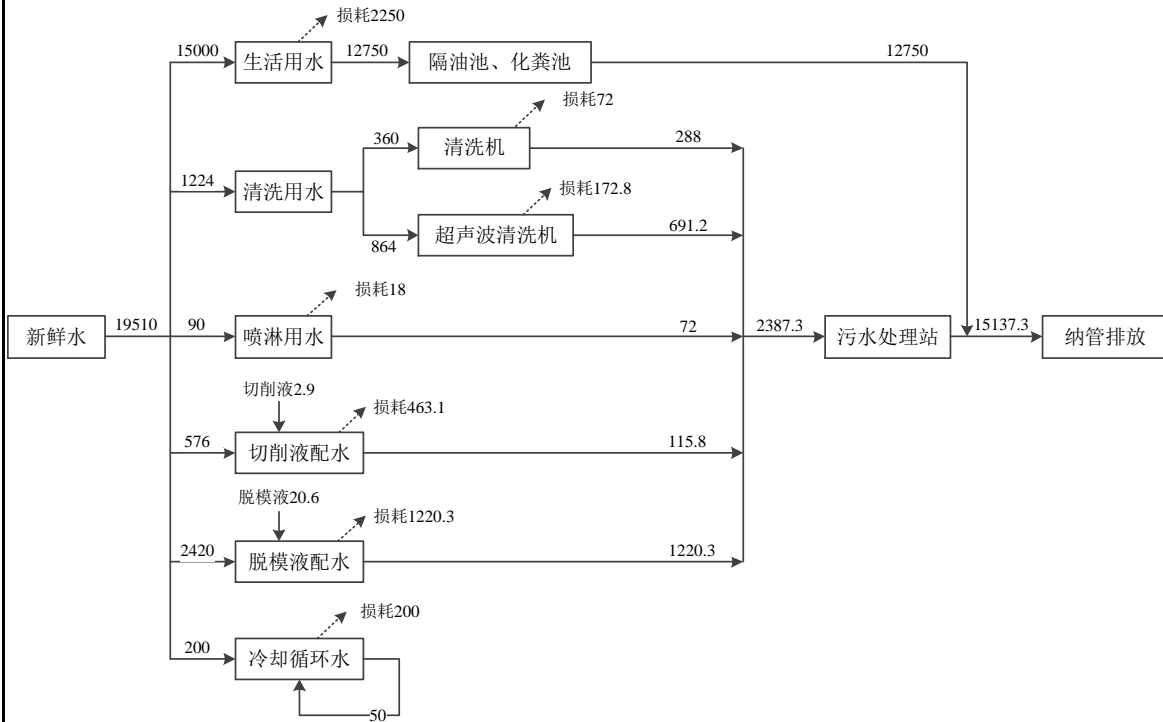 损耗2250
15000
生活用水
12750
隔油池、化粪池
12750
损耗72
360
清洗机
288
1224
清洗用水
损耗172.8
864
超声波清洗机
691.2
损耗18
新鲜水
19510
90
喷淋用水
72
2387.3
污水处理站
15137.3
纳管排放
切削液2.9
损耗463.1
576
切削液配水
115.8
脱模液20.6
损耗1220.3
2420
脱模液配水
1220.3
损耗200
200
冷却循环水
50